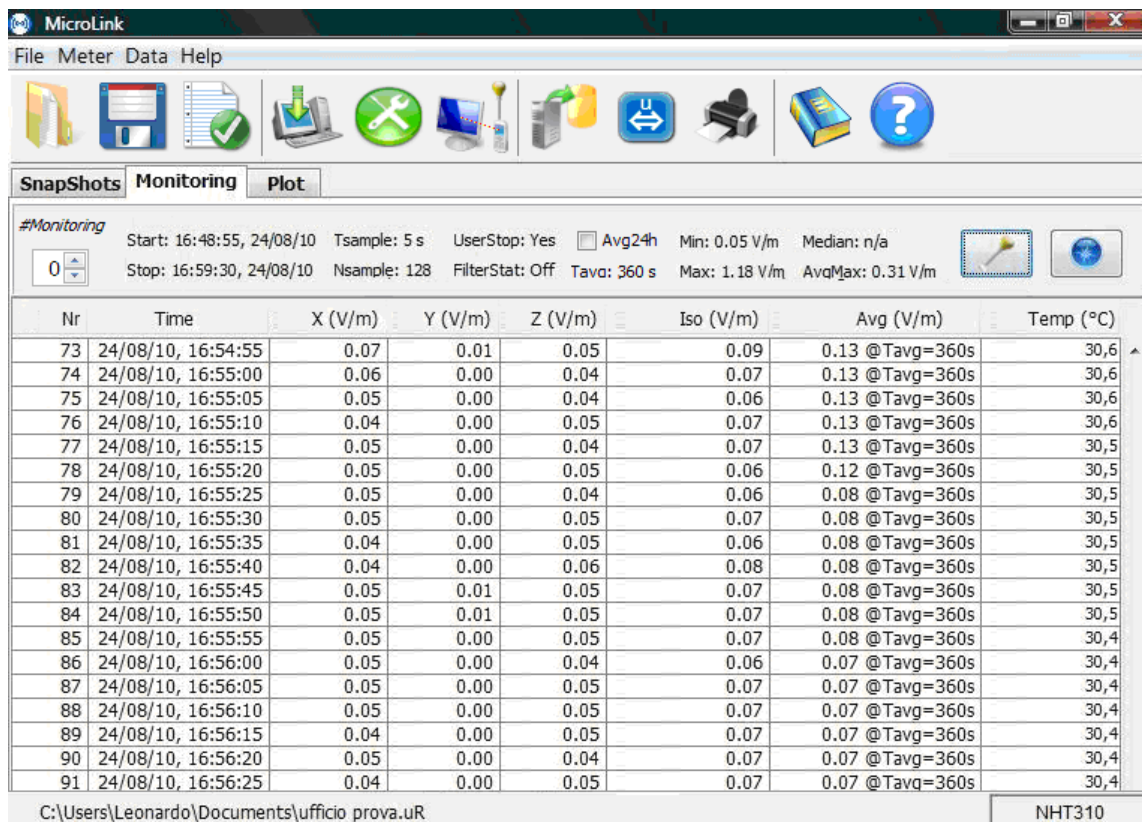 MicroLink
File Meter Data Help
SnapShots Monitoring Plot
#Monitoring
Start: 16:48:55, 24/08/10 Tsample: 5 s UserStop: Yes Avg24h Min: 0.05 V/m Median: n/a
0 Stop: 16:59:30, 24/08/10 Nsample: 128 FilterStat: Off Tavg: 360 s Max: 1.18 V/m AvgMax: 0.31 V/m
Nr Time X (V/m) Y (V/m) Z (V/m) Iso (V/m) Avg (V/m) Temp (°C)
73 24/08/10, 16:54:55 0.07 0.01 0.05 0.09 0.13 @Tavg=360s 30,6
74 24/08/10, 16:55:00 0.06 0.00 0.04 0.07 0.13 @Tavg=360s 30,6
75 24/08/10, 16:55:05 0.05 0.00 0.04 0.06 0.13 @Tavg=360s 30,6
76 24/08/10, 16:55:10 0.04 0.00 0.05 0.07 0.13 @Tavg=360s 30,6
77 24/08/10, 16:55:15 0.05 0.00 0.04 0.07 0.13 @Tavg=360s 30,5
78 24/08/10, 16:55:20 0.05 0.00 0.05 0.06 0.12 @Tavg=360s 30,5
79 24/08/10, 16:55:25 0.05 0.00 0.04 0.06 0.08 @Tavg=360s 30,5
80 24/08/10, 16:55:30 0.05 0.00 0.05 0.07 0.08 @Tavg=360s 30,5
81 24/08/10, 16:55:35 0.04 0.00 0.05 0.06 0.08 @Tavg=360s 30,5
82 24/08/10, 16:55:40 0.04 0.00 0.06 0.08 0.08 @Tavg=360s 30,5
83 24/08/10, 16:55:45 0.05 0.01 0.05 0.07 0.08 @Tavg=360s 30,5
84 24/08/10, 16:55:50 0.05 0.01 0.05 0.07 0.08 @Tavg=360s 30,5
85 24/08/10, 16:55:55 0.05 0.00 0.05 0.07 0.08 @Tavg=360s 30,4
86 24/08/10, 16:56:00 0.05 0.00 0.04 0.06 0.07 @Tavg=360s 30,4
87 24/08/10, 16:56:05 0.05 0.00 0.05 0.07 0.07 @Tavg=360s 30,4
88 24/08/10, 16:56:10 0.05 0.00 0.05 0.07 0.07 @Tavg=360s 30,4
89 24/08/10, 16:56:15 0.04 0.00 0.05 0.07 0.07 @Tavg=360s 30,4
90 24/08/10, 16:56:20 0.05 0.00 0.04 0.07 0.07 @Tavg=360s 30,4
91 24/08/10, 16:56:25 0.04 0.00 0.05 0.07 0.07 @Tavg=360s 30,4
C:\Users\Leonardo\Documents\ufficio prova.uR NHT310